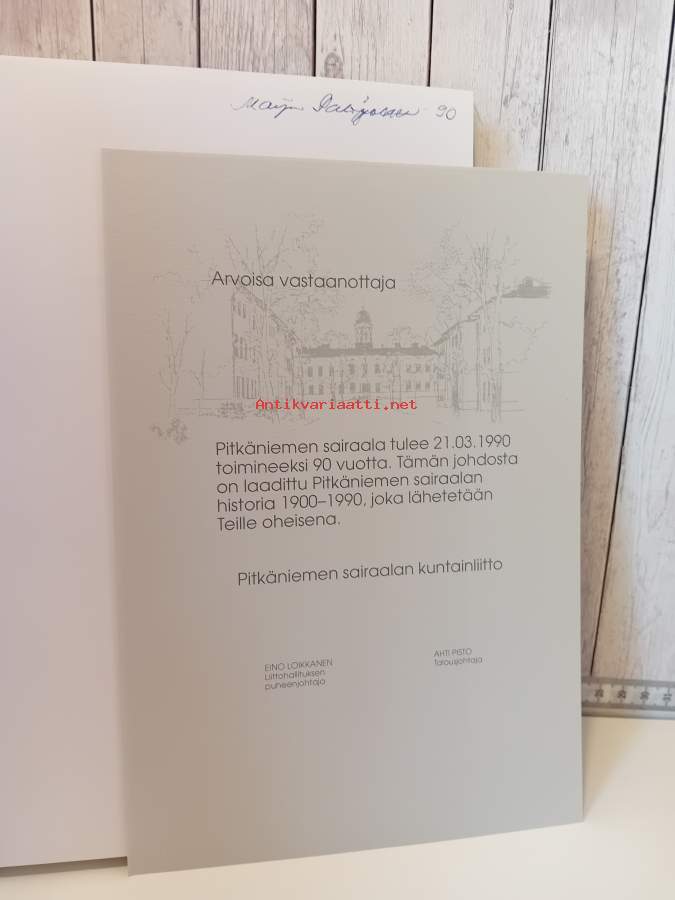 Maiju 90
Arvoisa vastaanottaja
Antikvariaatti.net
Pitkäniemen sairaala tulee 21.03.1990
toimineeksi 90 vuotta. Tämän johdosta
on laadittu Pitkäniemen sairaalan
historia 1900–1990, joka lähetetään
Teille oheisena.
Pitkäniemen sairaalan kuntainliitto
EINO LOIKKANEN
Liittohallituksen
puheenjohtaja
AHTI PISTO
Talousjohtaja